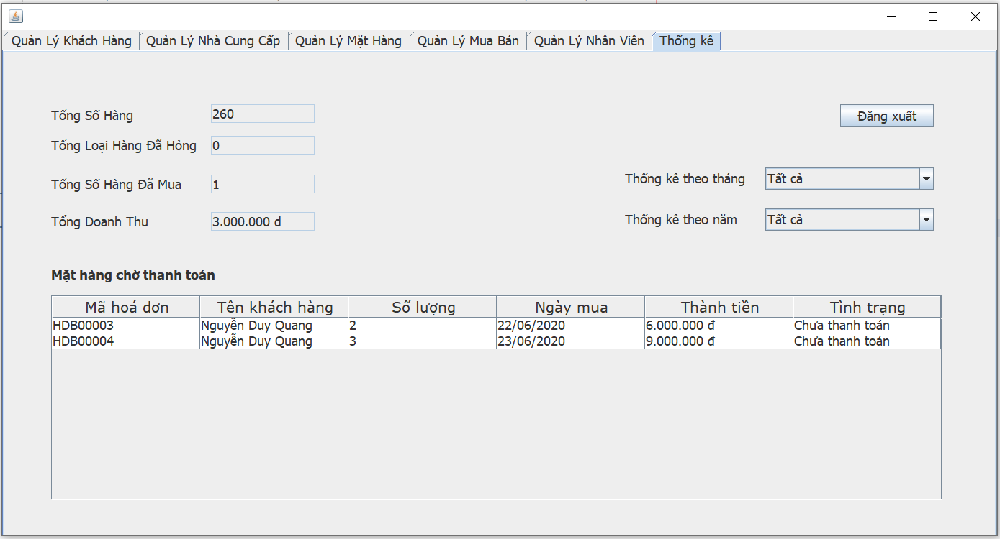 Quản Lý Khách Hàng Quản Lý Nhà Cung Cấp Quản Lý Mặt Hàng Quản Lý Mua Bán Quản Lý Nhân Viên Thống kê
Tổng Số Hàng 260 Đăng xuất
Tổng Loại Hàng Đã Hỏng 0
Tổng Số Hàng Đã Mua 1 Thống kê theo tháng Tất cả
Tổng Doanh Thu 3.000.000 đ Thống kê theo năm Tất cả
Mặt hàng chờ thanh toán
Mã hoá đơn Tên khách hàng Số lượng Ngày mua Thành tiền Tình trạng
HDB00003 Nguyễn Duy Quang 2 22/06/2020 6.000.000 đ Chưa thanh toán
HDB00004 Nguyễn Duy Quang 3 23/06/2020 9.000.000 đ Chưa thanh toán